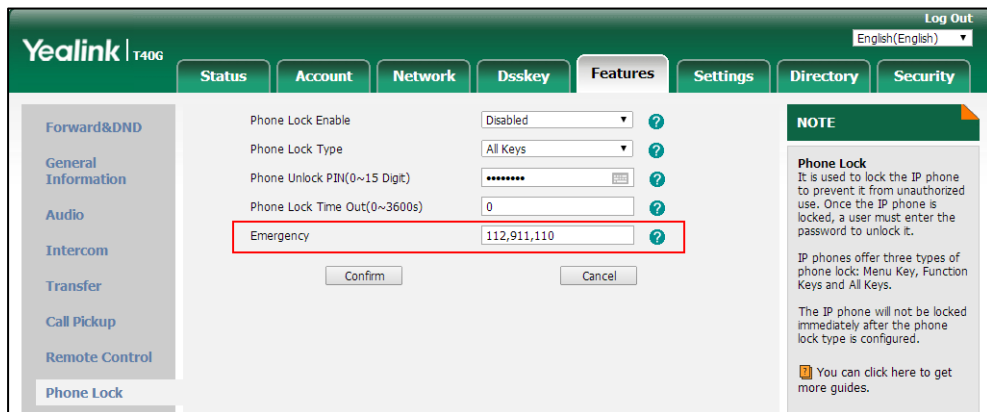 Log Out
Yealink T40G
English(English)
Status Account Network Dsskey Features Settings Directory Security
Forward&DND
General
Information
Audio
Intercom
Transfer
Call Pickup
Remote Control
Phone Lock
Phone Lock Enable Disabled
Phone Lock Type All Keys
Phone Unlock PIN(0~15 Digit) ••••••••
Phone Lock Time Out(0~3600s) 0
Emergency 112,911,110
Confirm Cancel
NOTE
Phone Lock
It is used to lock the IP phone
to prevent it from unauthorized
use. Once the IP phone is
locked, a user must enter the
password to unlock it.
IP phones offer three types of
phone lock: Menu Key, Function
Keys and All Keys.
The IP phone will not be locked
immediately after the phone
lock type is configured.
You can click here to get
more guides.